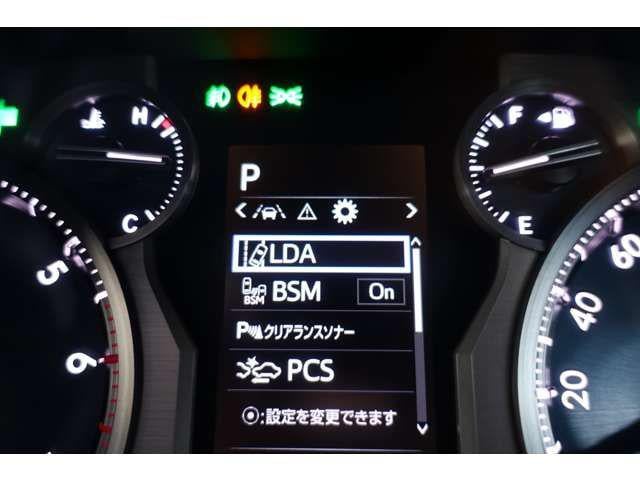 H
C
F
E
P
LDA
BSM
BSM On
P クリアランスソナー
PCS
:設定を変更できます
5
6
60
40
20